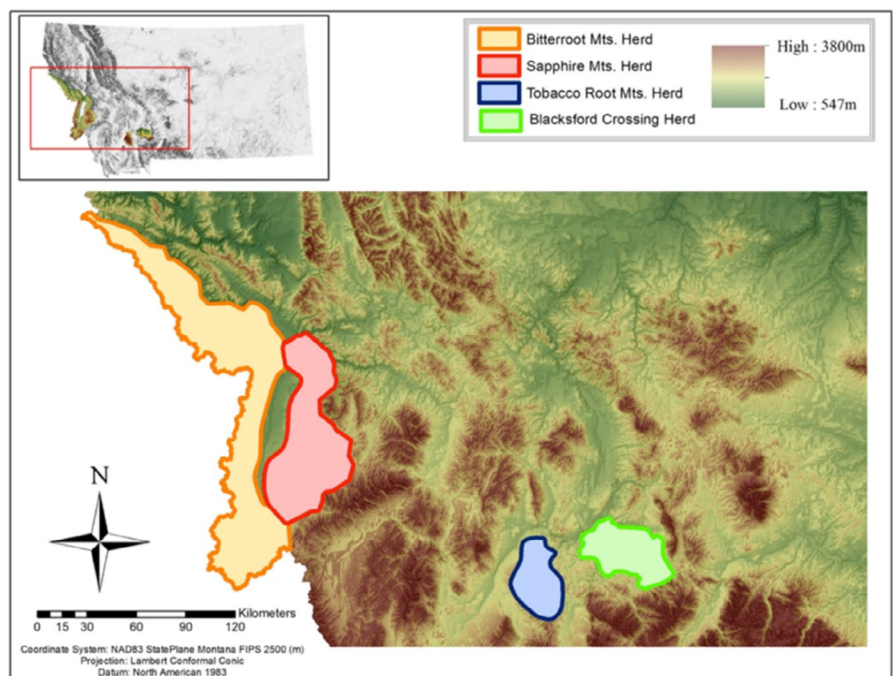 Bitterroot Mts. Herd
Sapphire Mts. Herd
Tobacco Root Mts. Herd
Blacksford Crossing Herd
High : 3800m
Low : 547m
N
Kilometers
0 15 30 60 90 120
Coordinate System: NAD83 StatePlane Montana FIPS 2500 (m)
Projection: Lambert Conformal Conic
Datum: North American 1983